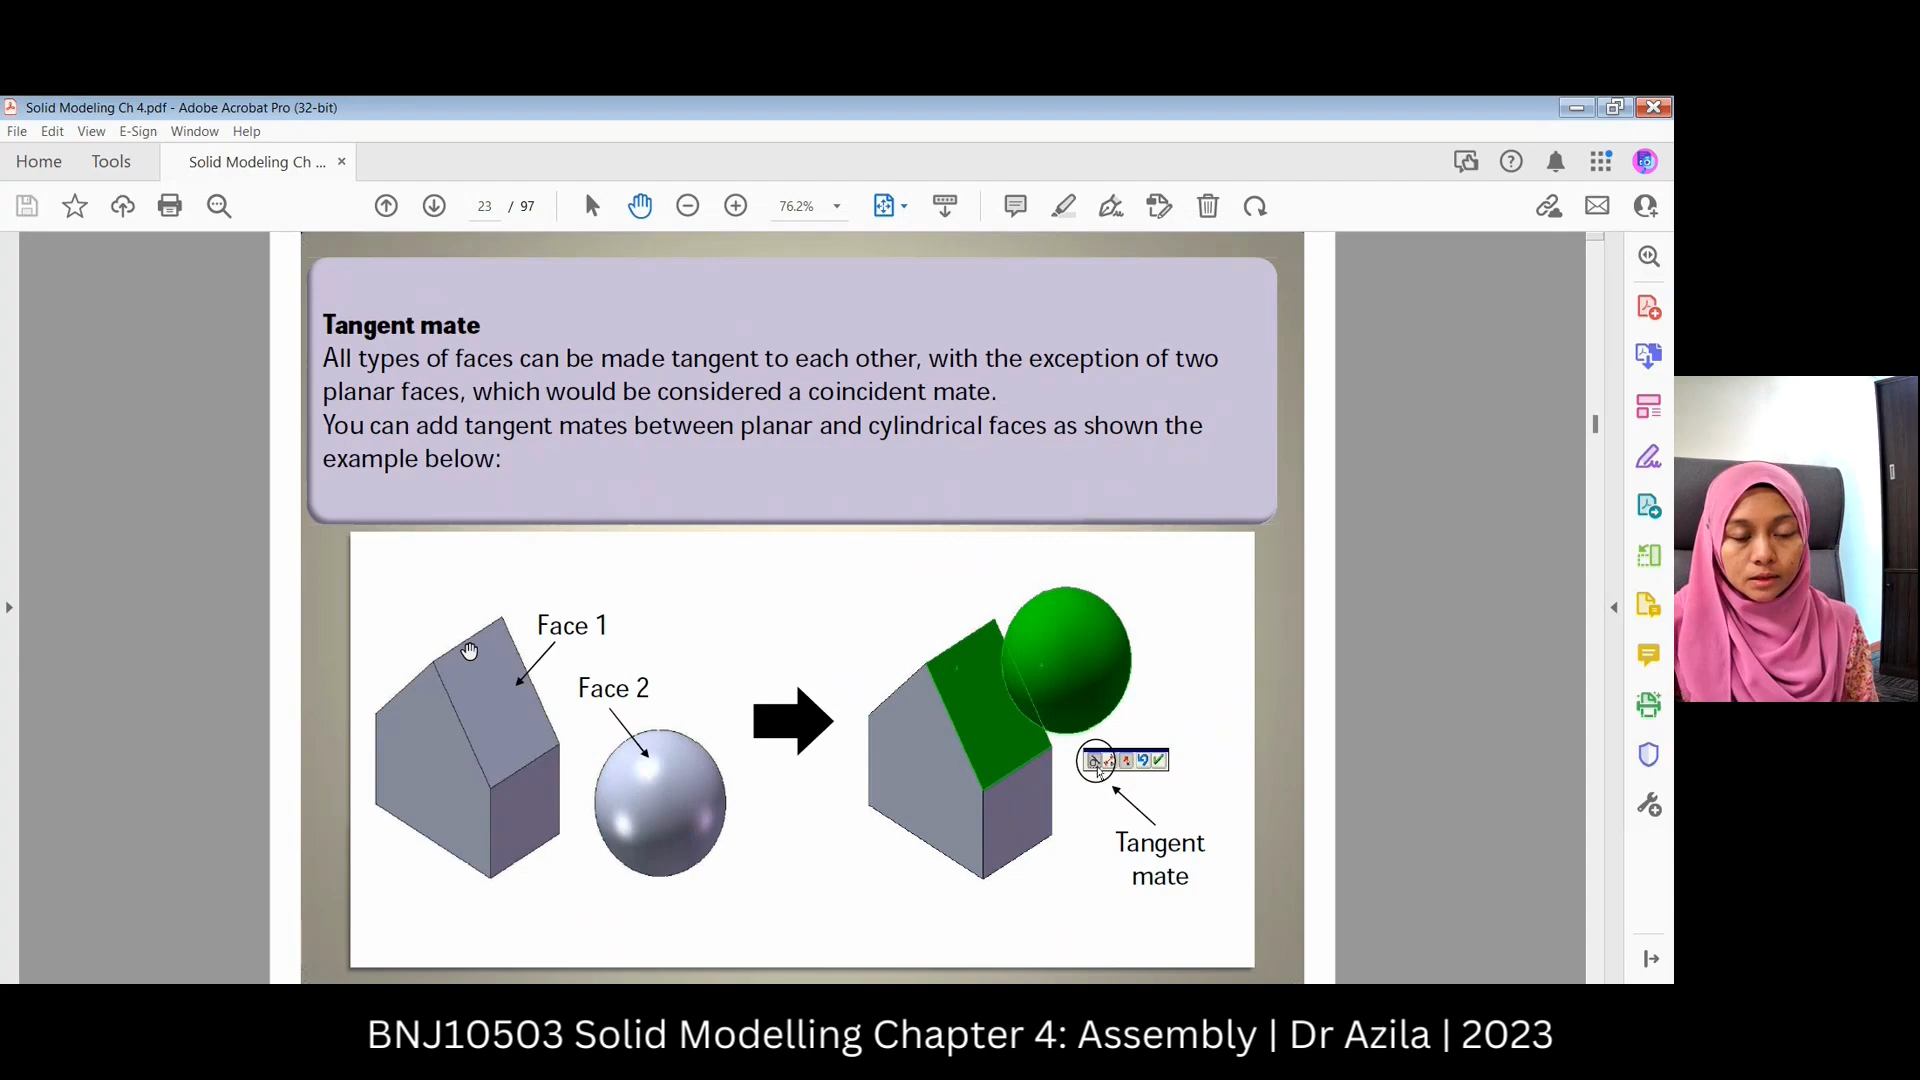 Solid Modeling Ch 4.pdf - Adobe Acrobat Pro (32-bit)
File Edit View E-Sign Window Help
Home Tools Solid Modeling Ch ... ×
23 / 97 76.2%
Tangent mate
All types of faces can be made tangent to each other, with the exception of two
planar faces, which would be considered a coincident mate.
You can add tangent mates between planar and cylindrical faces as shown the
example below:
Face 1
Face 2
Tangent
mate
BNJ10503 Solid Modelling Chapter 4: Assembly | Dr Azila | 2023